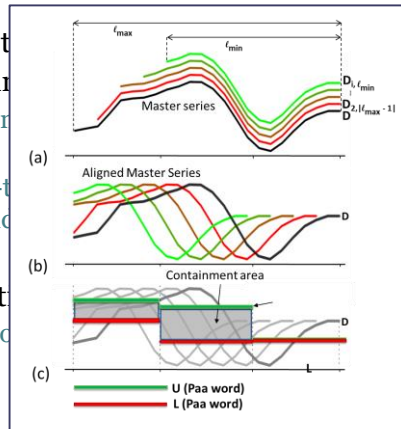 ℓmax
ℓmin
Di, ℓmin
D2,|ℓmax - 1|
D
Master series
(a)
Aligned Master Series
D
(b)
Containment area
D
L
(c)
U (Paa word)
L (Paa word)